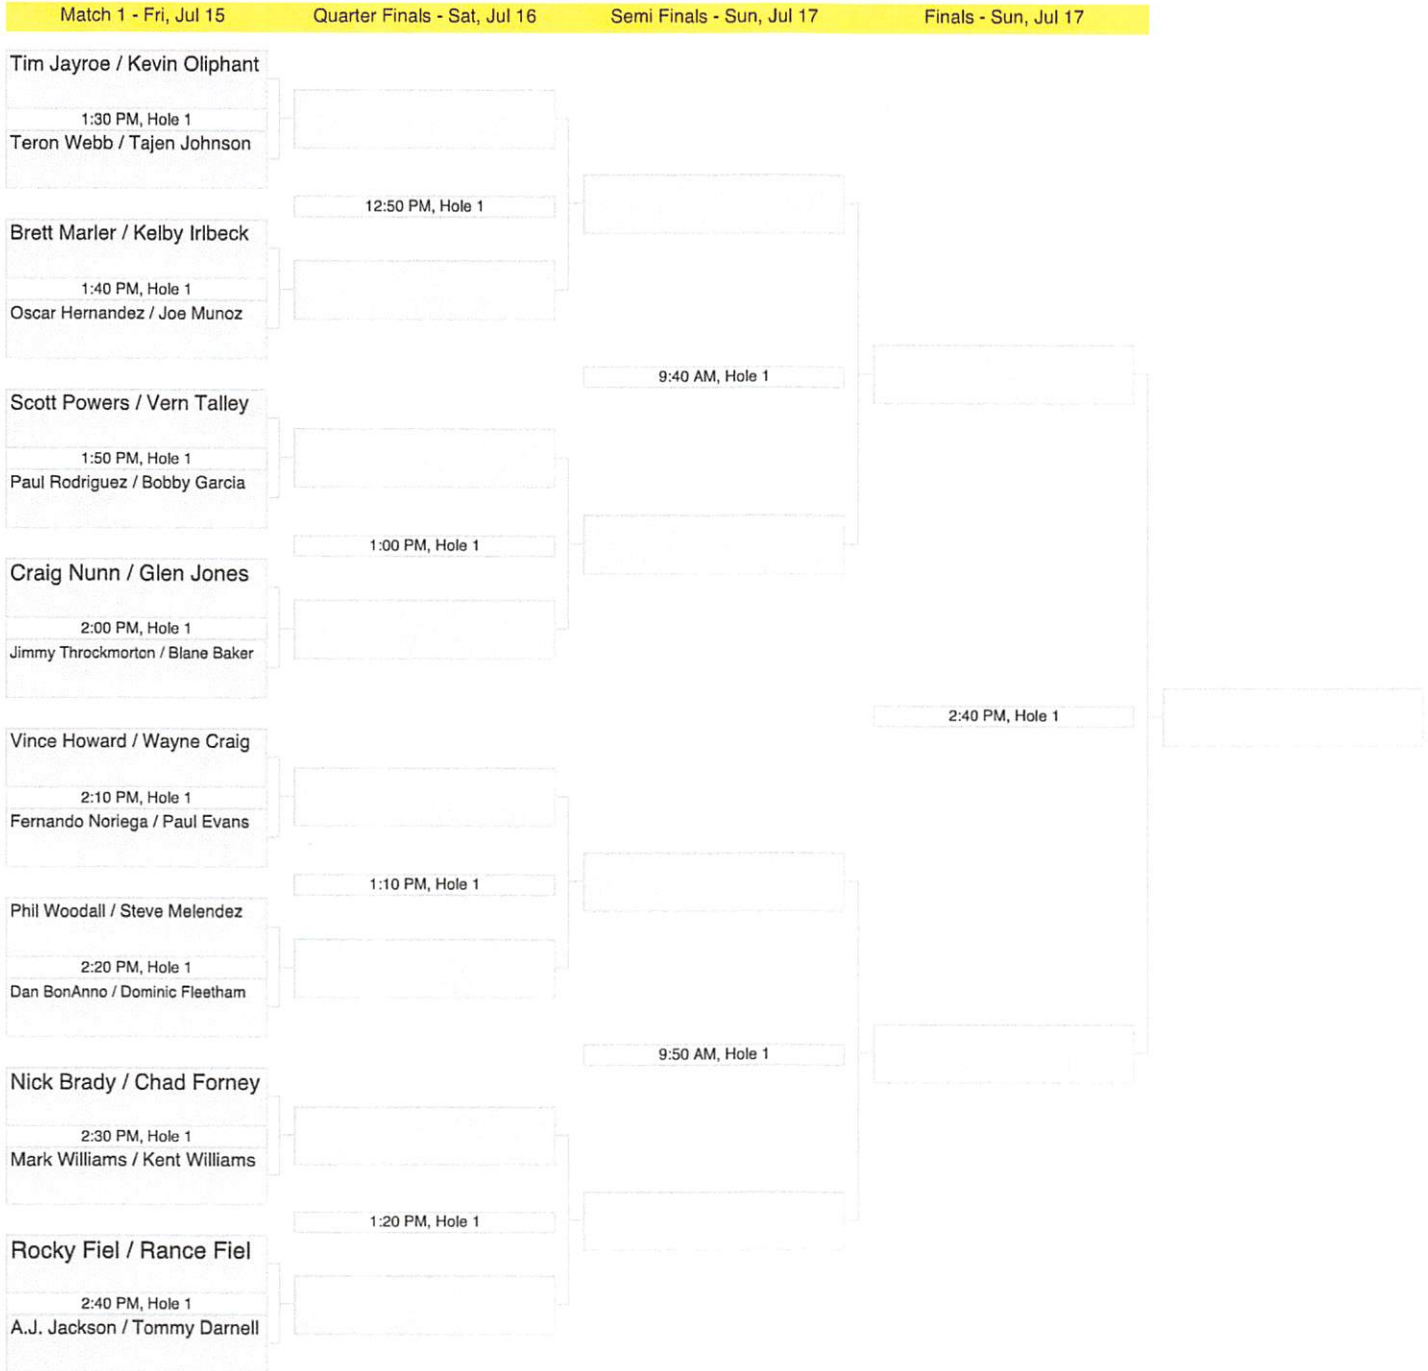 Match 1 - Fri, Jul 15
Quarter Finals - Sat, Jul 16
Semi Finals - Sun, Jul 17
Finals - Sun, Jul 17
Tim Jayroe / Kevin Oliphant
1:30 PM, Hole 1
Teron Webb / Tajen Johnson
12:50 PM, Hole 1
Brett Marler / Kelby Irlbeck
1:40 PM, Hole 1
Oscar Hernandez / Joe Munoz
9:40 AM, Hole 1
Scott Powers / Vern Talley
1:50 PM, Hole 1
Paul Rodriguez / Bobby Garcia
1:00 PM, Hole 1
Craig Nunn / Glen Jones
2:00 PM, Hole 1
Jimmy Throckmorton / Blane Baker
2:40 PM, Hole 1
Vince Howard / Wayne Craig
2:10 PM, Hole 1
Fernando Noriega / Paul Evans
1:10 PM, Hole 1
Phil Woodall / Steve Melendez
2:20 PM, Hole 1
Dan BonAnno / Dominic Fleetham
9:50 AM, Hole 1
Nick Brady / Chad Forney
2:30 PM, Hole 1
Mark Williams / Kent Williams
1:20 PM, Hole 1
Rocky Fiel / Rance Fiel
2:40 PM, Hole 1
A.J. Jackson / Tommy Darnell